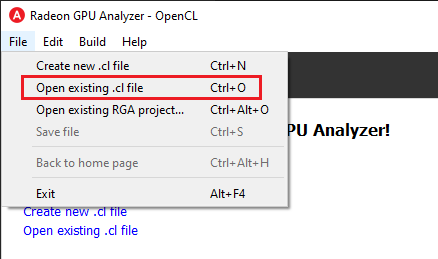 Radeon GPU Analyzer - OpenCL
File Edit Build Help
Create new .cl file Ctrl+N
Open existing .cl file Ctrl+O
Open existing RGA project... Ctrl+Alt+O
Save file Ctrl+S
Back to home page Ctrl+Alt+H
Exit Alt+F4
PU Analyzer!
Create new .cl file
Open existing .cl file